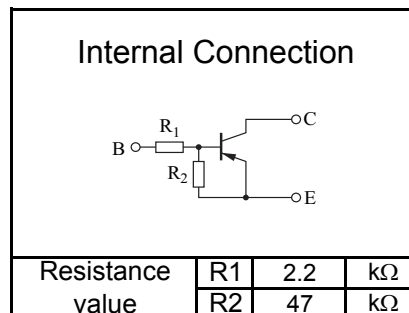 Internal Connection
C
R1
B
R2
E
Resistance value R1 2.2 kΩ
R2 47 kΩ